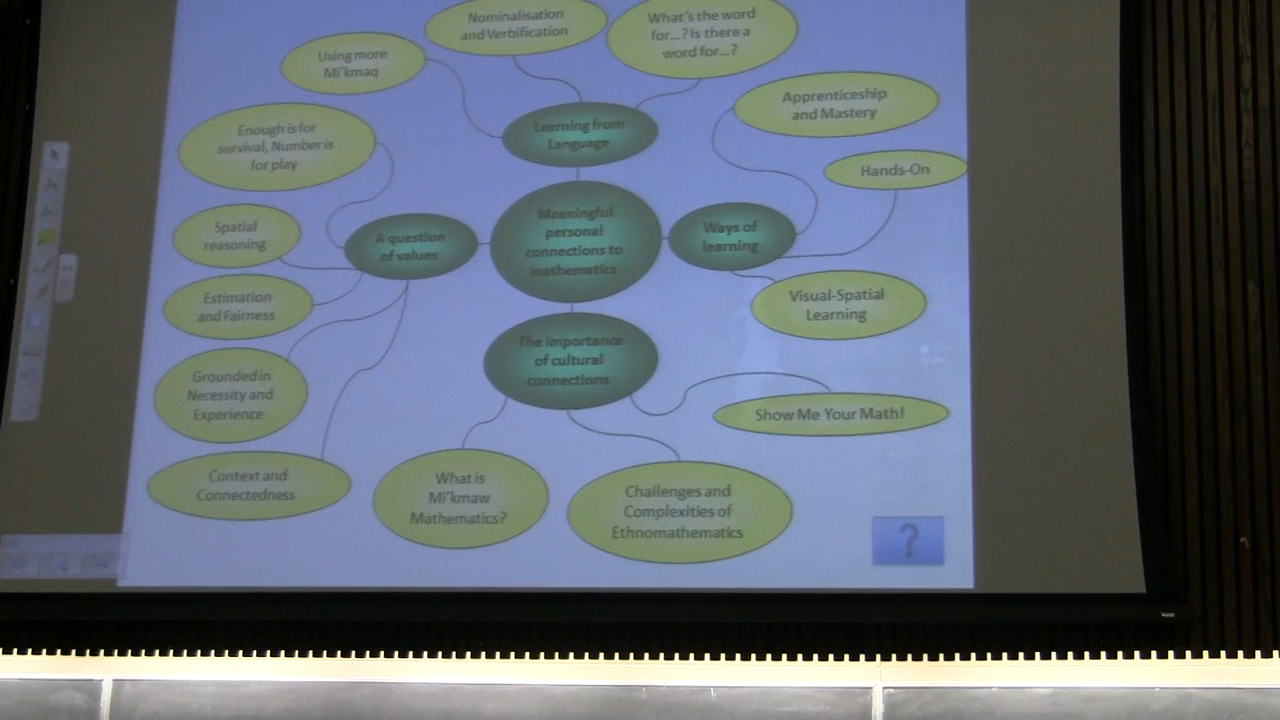 Nominalisation
and Verbification
What's the word
for...? Is there a
word for...?
Using more
Mi'kmaq
Apprenticeship
and Mastery
Learning from
Language
Enough is for
survival, Number is
for play
Hands-On
Spatial
reasoning
A question
of values
Meaningful
personal
connections to
mathematics
Ways of
learning
Estimation
and Fairness
Visual-Spatial
Learning
The importance
of cultural
connections
Grounded in
Necessity and
Experience
Show Me Your Math!
Context and
Connectedness
What is
Mi'kmaw
Mathematics?
Challenges and
Complexities of
Ethnomathematics
?